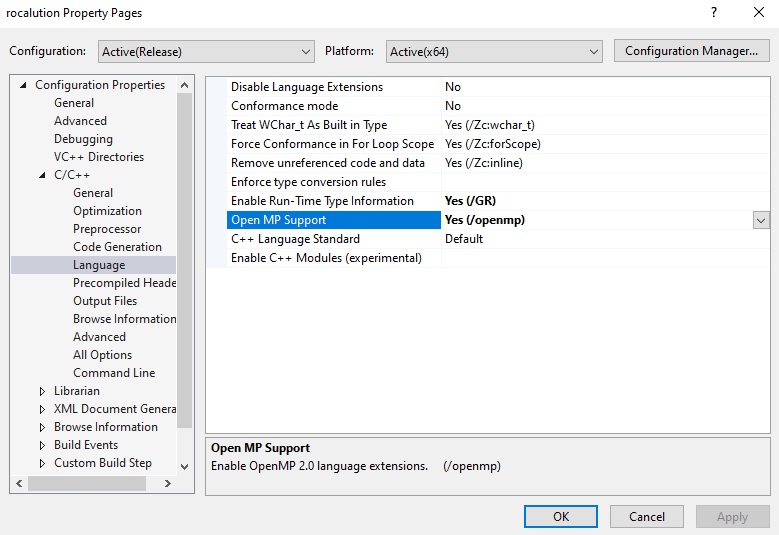 rocalution Property Pages ? ×
Configuration: Active(Release) Platform: Active(x64) Configuration Manager...
Configuration Properties
General
Advanced
Debugging
VC++ Directories
C/C++
General
Optimization
Preprocessor
Code Generation
Language
Precompiled Heade
Output Files
Browse Information
Advanced
All Options
Command Line
Librarian
XML Document Genera
Browse Information
Build Events
Custom Build Step
Disable Language Extensions No
Conformance mode No
Treat WChar_t As Built in Type Yes (/Zc:wchar_t)
Force Conformance in For Loop Scope Yes (/Zc:forScope)
Remove unreferenced code and data Yes (/Zc:inline)
Enforce type conversion rules
Enable Run-Time Type Information Yes (/GR)
Open MP Support Yes (/openmp)
C++ Language Standard Default
Enable C++ Modules (experimental)
Open MP Support
Enable OpenMP 2.0 language extensions. (/openmp)
OK Cancel Apply